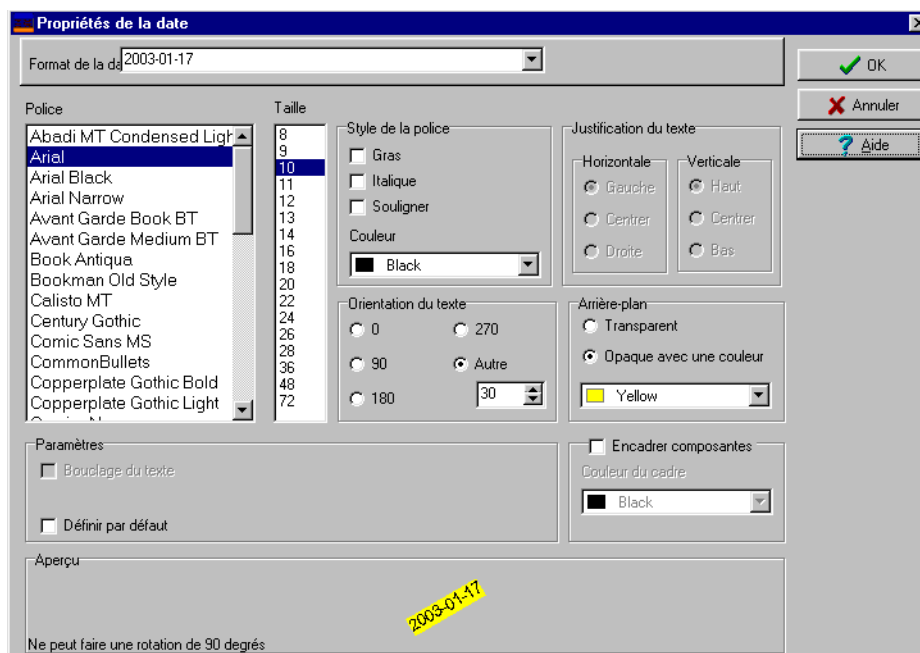 Propriétés de la date
Format de la da
2003-01-17
OK
Annuler
Aide
Police
Abadi MT Condensed Ligh
Arial
Arial Black
Arial Narrow
Avant Garde Book BT
Avant Garde Medium BT
Book Antiqua
Bookman Old Style
Calisto MT
Century Gothic
Comic Sans MS
CommonBullets
Copperplate Gothic Bold
Copperplate Gothic Light
Taille
8
9
10
11
12
13
14
16
18
20
22
24
26
28
36
48
72
Style de la police
Gras
Italique
Souligner
Couleur
Black
Justification du texte
Horizontale
Gauche
Centrer
Droite
Verticale
Haut
Centrer
Bas
Orientation du texte
0
270
90
Autre
180
30
Arrière-plan
Transparent
Opaque avec une couleur
Yellow
Paramètres
Bouclage du texte
Définir par défaut
Encadrer composantes
Couleur du cadre
Black
Aperçu
2003-01-17
Ne peut faire une rotation de 90 degrés